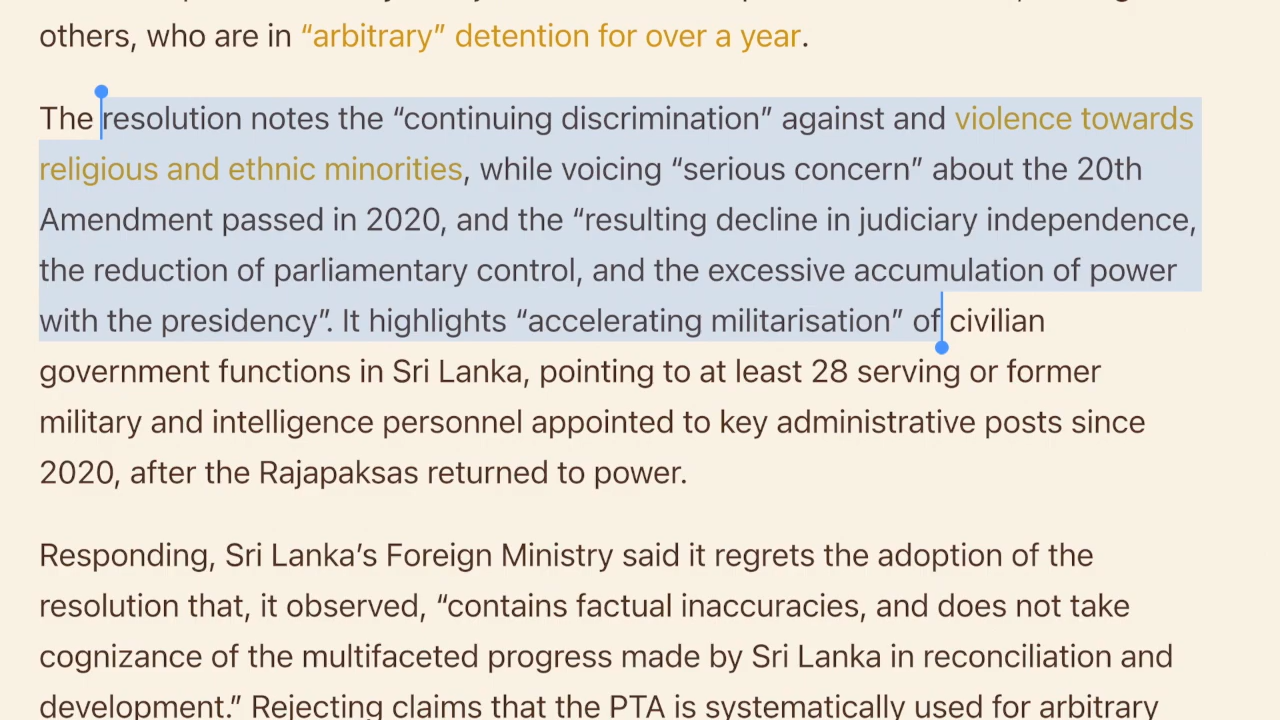 others, who are in “arbitrary” detention for over a year.
The resolution notes the “continuing discrimination” against and violence towards
religious and ethnic minorities, while voicing “serious concern” about the 20th
Amendment passed in 2020, and the “resulting decline in judiciary independence,
the reduction of parliamentary control, and the excessive accumulation of power
with the presidency”. It highlights “accelerating militarisation” of civilian
government functions in Sri Lanka, pointing to at least 28 serving or former
military and intelligence personnel appointed to key administrative posts since
2020, after the Rajapaksas returned to power.
Responding, Sri Lanka’s Foreign Ministry said it regrets the adoption of the
resolution that, it observed, “contains factual inaccuracies, and does not take
cognizance of the multifaceted progress made by Sri Lanka in reconciliation and
development.” Rejecting claims that the PTA is systematically used for arbitrary